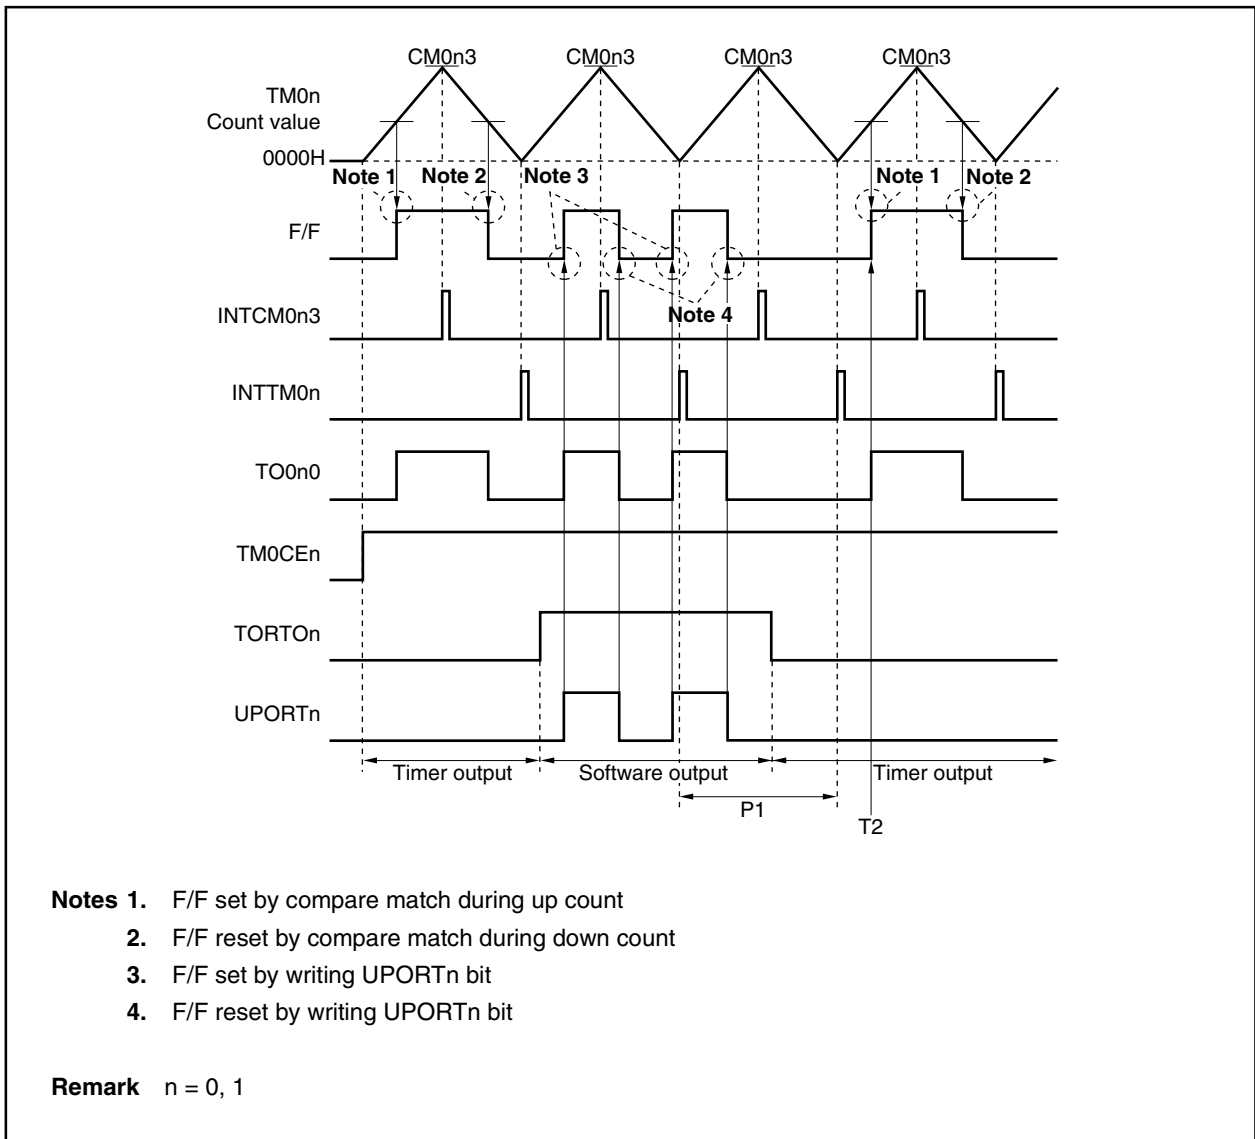 CM0n3 CM0n3 CM0n3 CM0n3
TM0n
Count value
0000H
Note 1 Note 2 Note 3 Note 1 Note 2
F/F
Note 4
INTCM0n3
INTTM0n
TO0n0
TM0CEn
TORTOn
UPORTn
Timer output Software output Timer output
P1
T2
Notes 1. F/F set by compare match during up count
2. F/F reset by compare match during down count
3. F/F set by writing UPORTn bit
4. F/F reset by writing UPORTn bit
Remark n = 0, 1